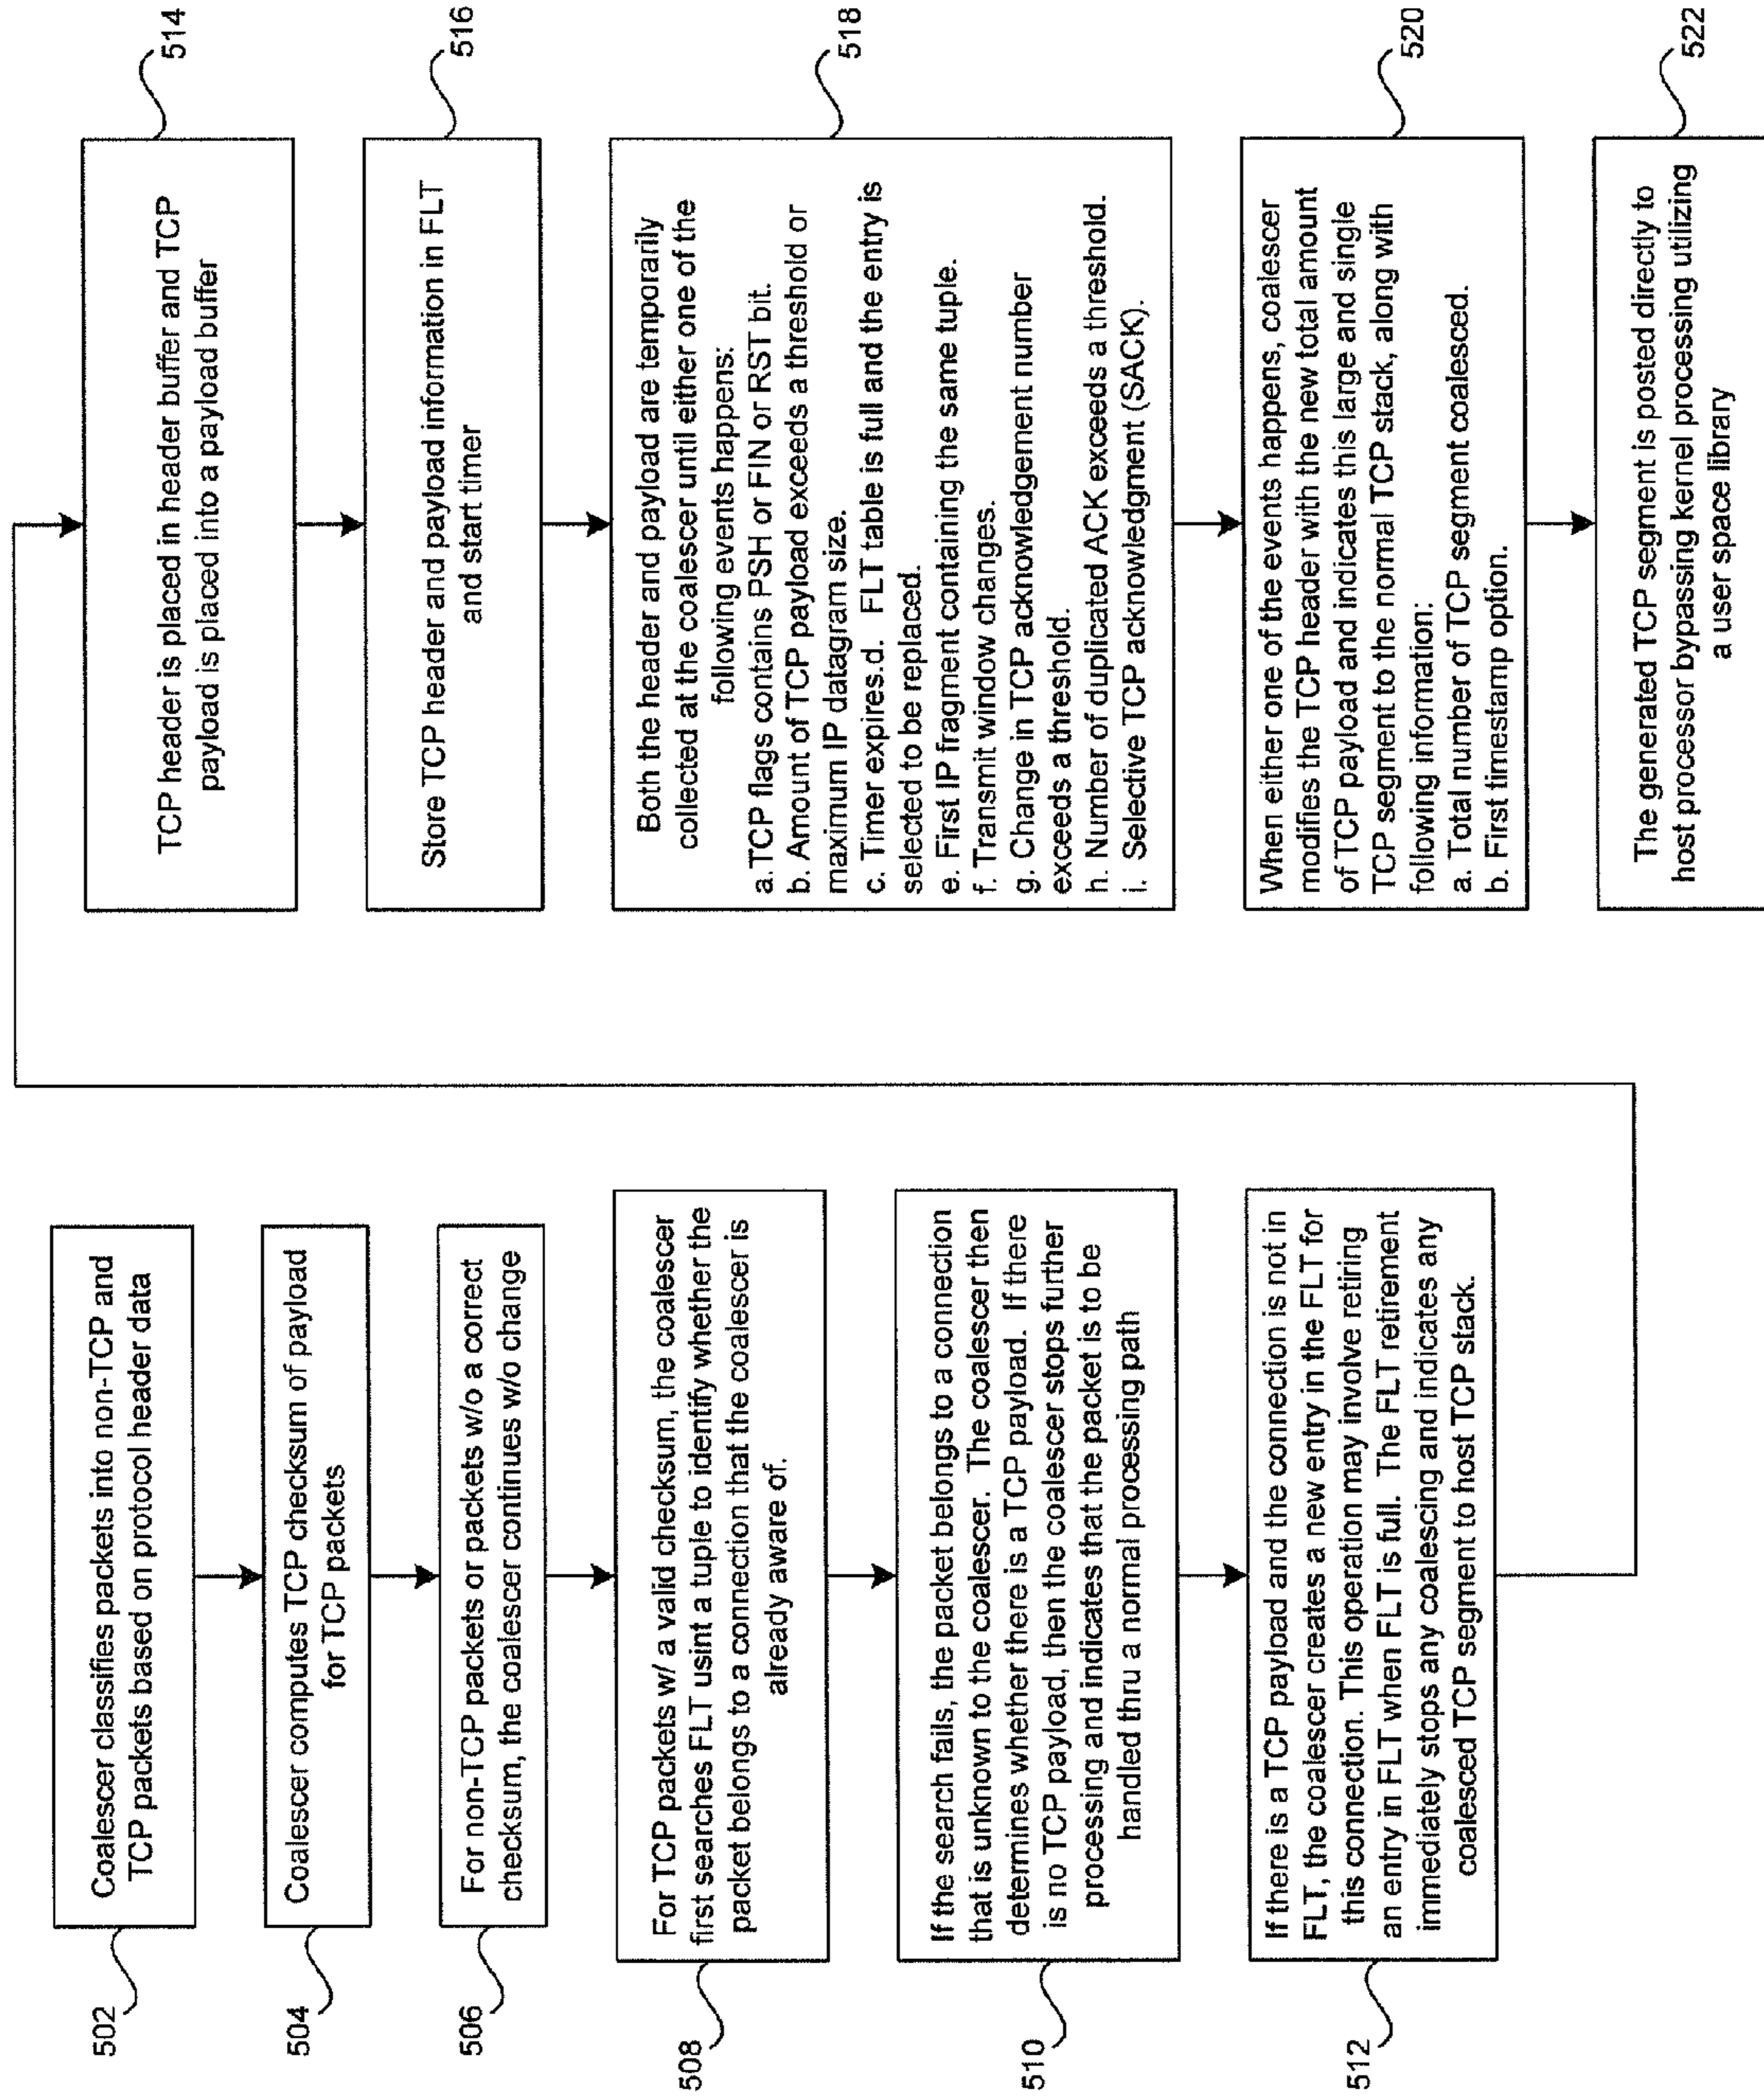 502
Coalescer classifies packets into non-TCP and
TCP packets based on protocol header data
504
Coalescer computes TCP checksum of payload
for TCP packets
506
For non-TCP packets or packets w/o a correct
checksum, the coalescer continues w/o change
508
For TCP packets w/ a valid checksum, the coalescer
first searches FLT usint a tuple to identify whether the
packet belongs to a connection that the coalescer is
already aware of.
510
If the search fails, the packet belongs to a connection
that is unknown to the coalescer. The coalescer then
determines whether there is a TCP payload. If there
is no TCP payload, then the coalescer stops further
processing and indicates that the packet is to be
handled thru a normal processing path
512
If there is a TCP payload and the connection is not in
FLT, the coalescer creates a new entry in the FLT for
this connection. This operation may involve retiring
an entry in FLT when FLT is full. The FLT retirement
immediately stops any coalescing and indicates any
coalesced TCP segment to host TCP stack.
514
TCP header is placed in header buffer and TCP
payload is placed into a payload buffer
516
Store TCP header and payload information in FLT
and start timer
518
Both the header and payload are temporarily
collected at the coalescer until either one of the
following events happens:
a. TCP flags contains PSH or FIN or RST bit.
b. Amount of TCP payload exceeds a threshold or
maximum IP datagram size.
c. Timer expires.d. FLT table is full and the entry is
selected to be replaced.
e. First IP fragment containing the same tuple.
f. Transmit window changes.
g. Change in TCP acknowledgement number
exceeds a threshold.
h. Number of duplicated ACK exceeds a threshold.
i. Selective TCP acknowledgment (SACK).
520
When either one of the events happens, coalescer
modifies the TCP header with the new total amount
of TCP payload and indicates this large and single
TCP segment to the normal TCP stack, along with
following information:
a. Total number of TCP segment coalesced.
b. First timestamp option.
522
The generated TCP segment is posted directly to
host processor bypassing kernel processing utilizing
a user space library